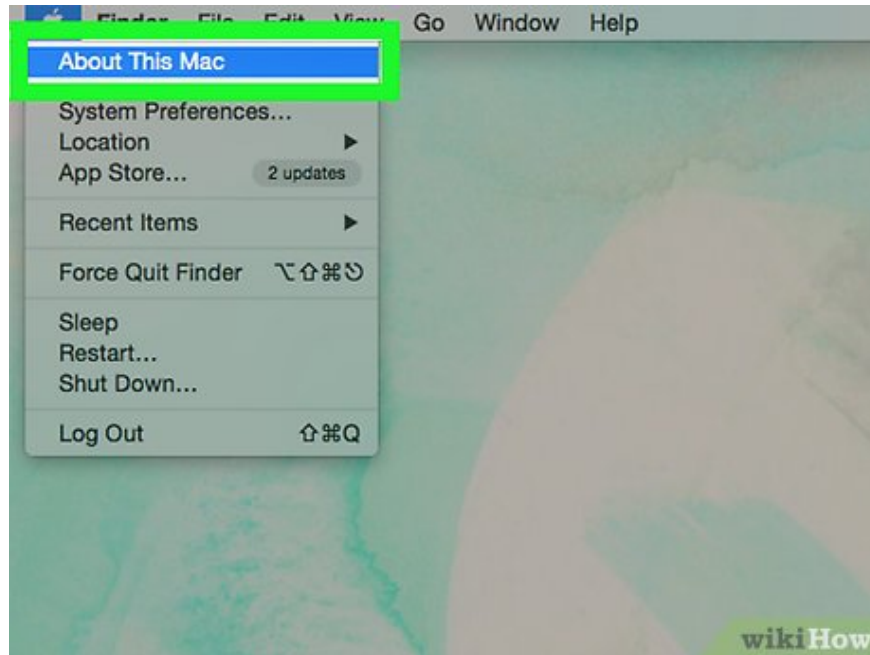 Finder File Edit View Go Window Help
About This Mac
System Preferences...
Location
App Store... 2 updates
Recent Items
Force Quit Finder ⌥⇧⌘⎋
Sleep
Restart...
Shut Down...
Log Out ⇧⌘Q
wikiHow